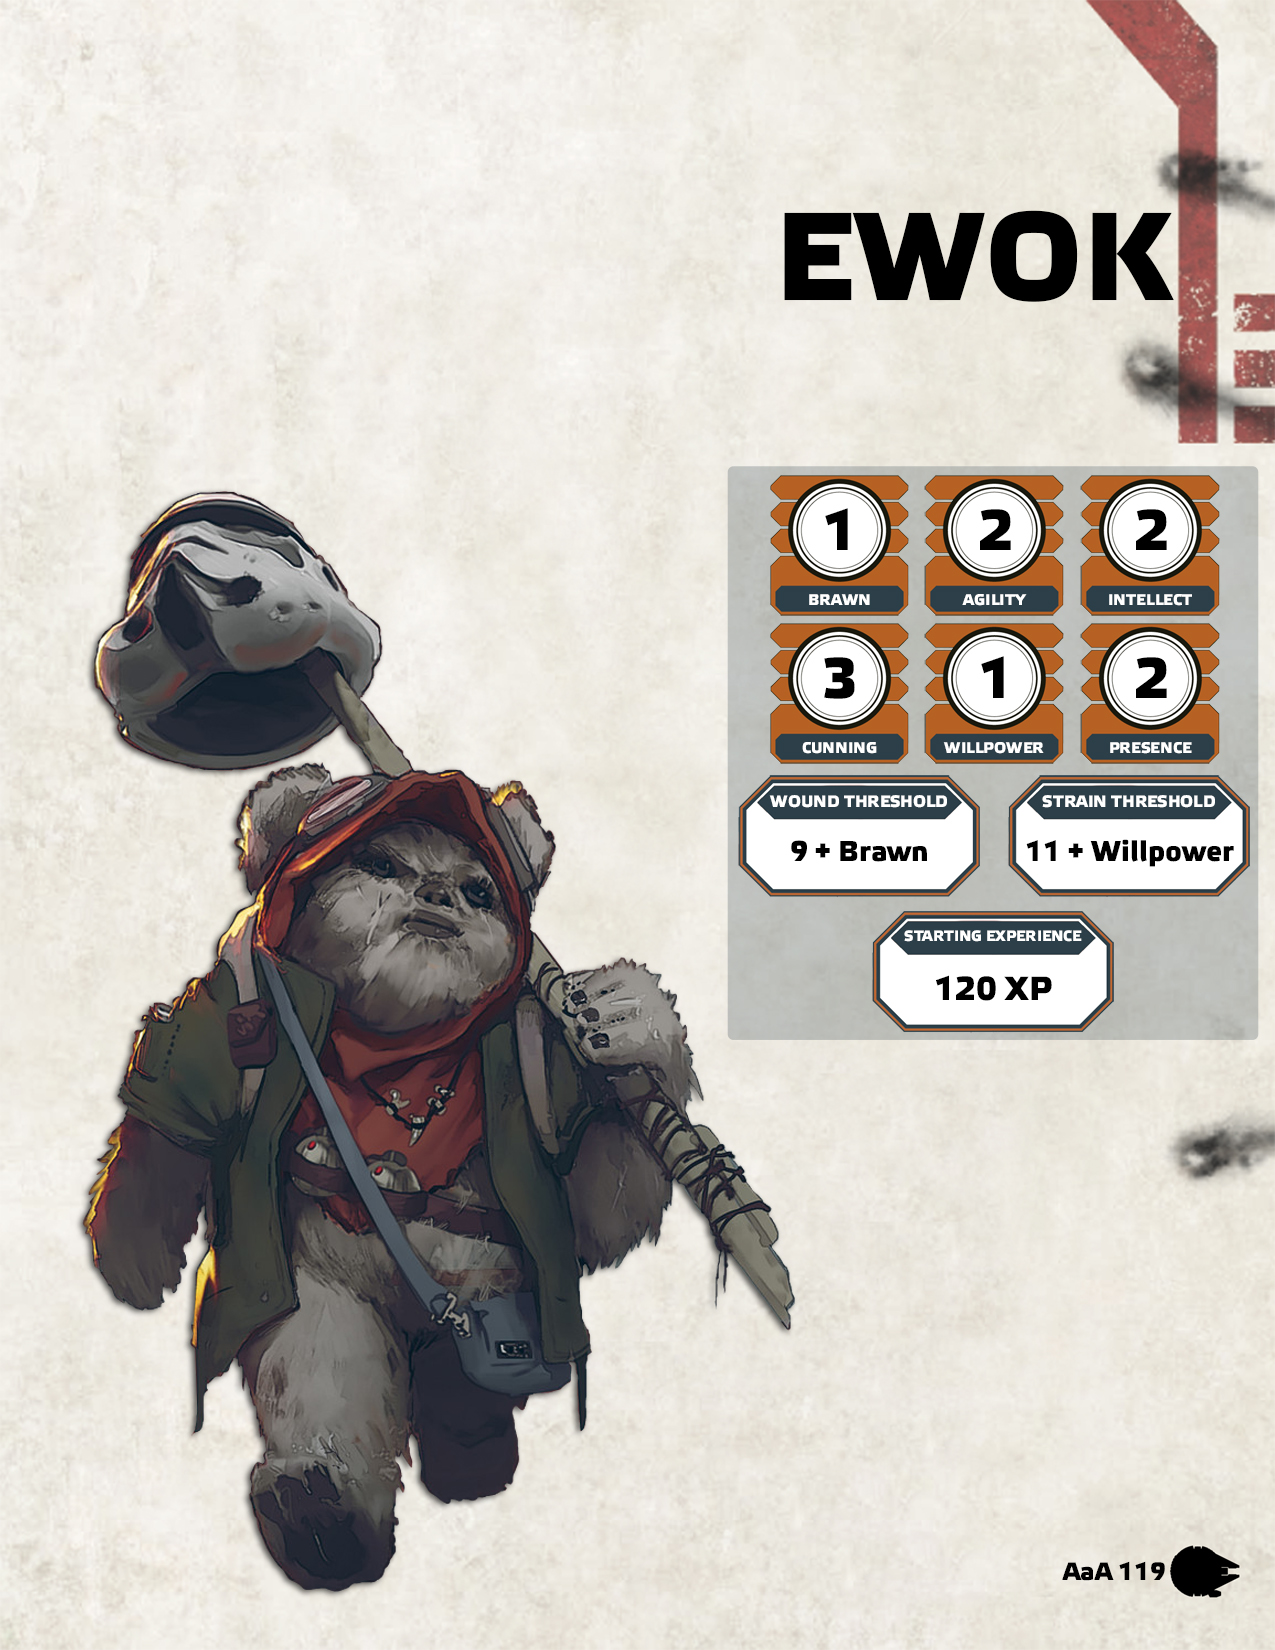 EWOK
1 2 2
BRAWN AGILITY INTELLECT
3 1 2
CUNNING WILLPOWER PRESENCE
WOUND THRESHOLD STRAIN THRESHOLD
9 + Brawn 11 + Willpower
STARTING EXPERIENCE
120 XP
AaA 119